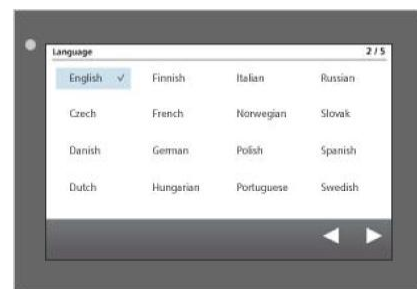 Language 2 / 5
English ✓ Finnish Italian Russian
Czech French Norwegian Slovak
Danish German Polish Spanish
Dutch Hungarian Portuguese Swedish